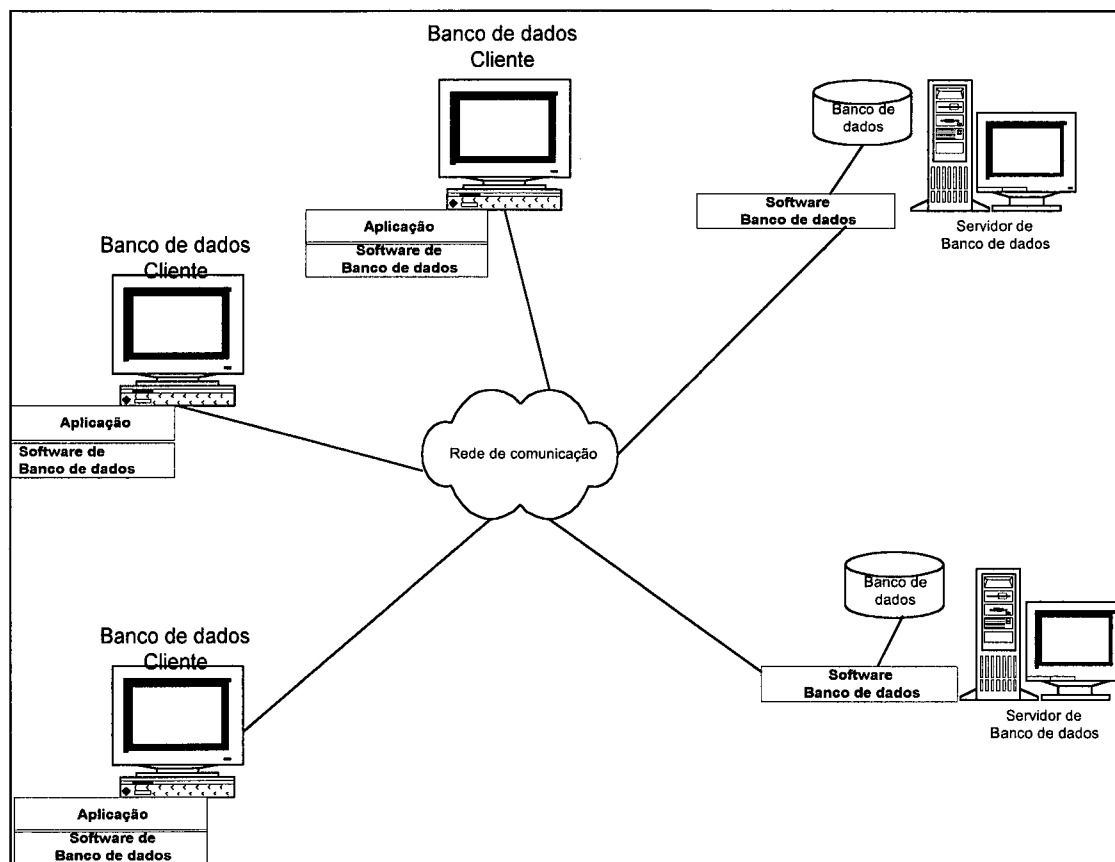 Banco de dados
Cliente
Aplicação
Software de
Banco de dados
Banco de
dados
Software
Banco de dados
Servidor de
Banco de dados
Banco de dados
Cliente
Aplicação
Software de
Banco de dados
Rede de comunicação
Banco de
dados
Software
Banco de dados
Servidor de
Banco de dados
Banco de dados
Cliente
Aplicação
Software de
Banco de dados